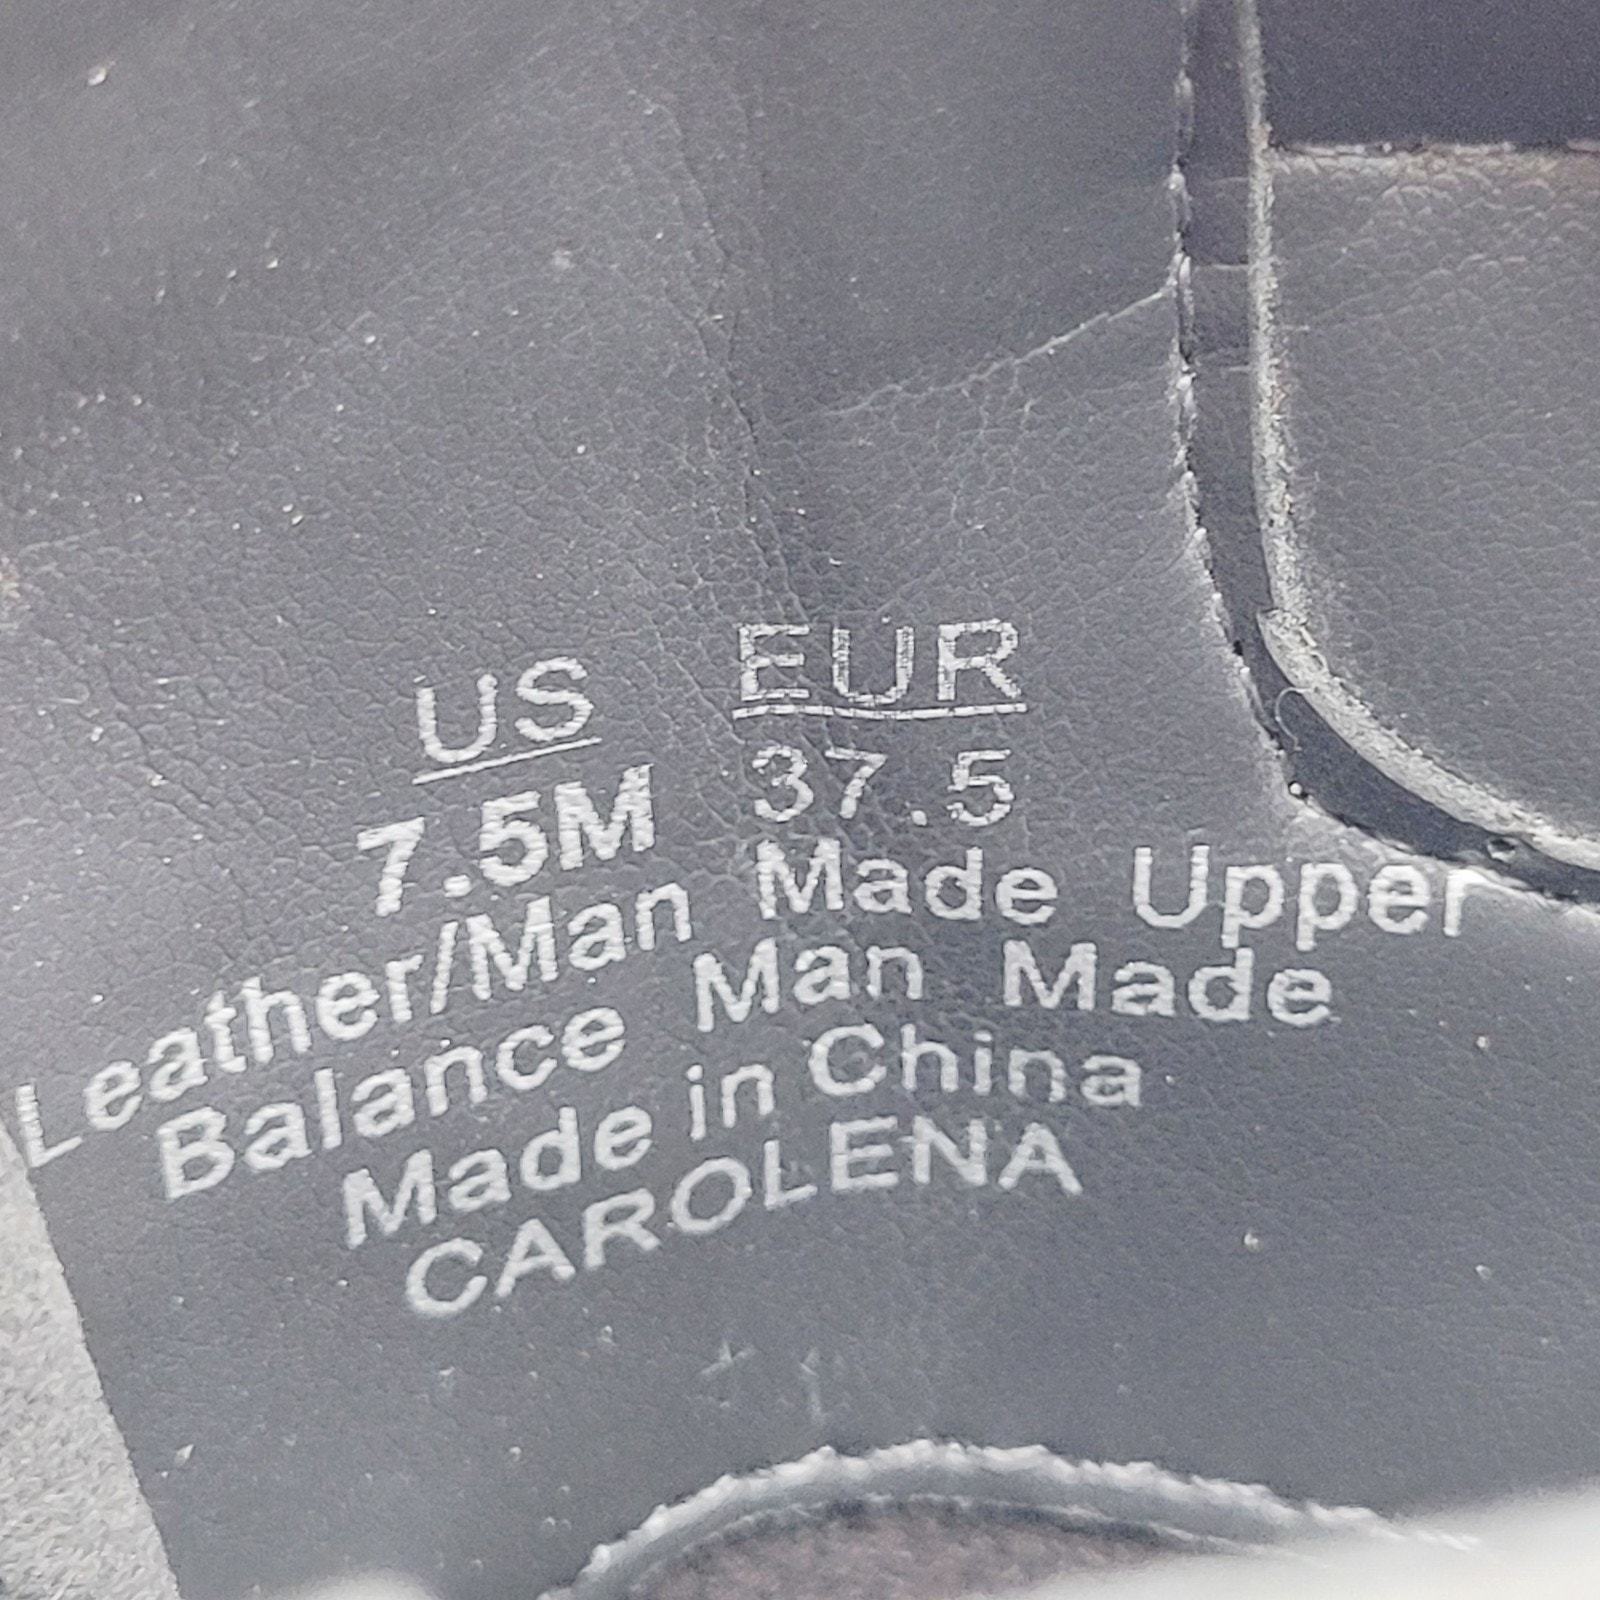 US EUR
7.5M 37.5
Leather/Man Made Upper
Balance Man Made
Made in China
CAROLENA